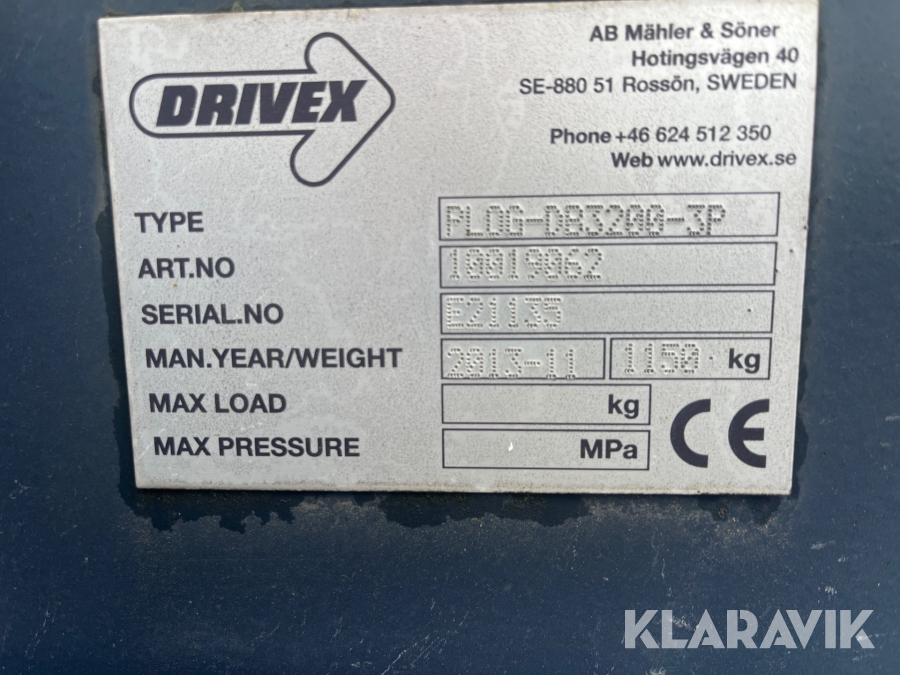 DRIVEX
AB Mähler & Söner
Hotingsvägen 40
SE-880 51 Rossön, SWEDEN
Phone +46 624 512 350
Web www.drivex.se
TYPE PLOG-DB3200-3P
ART.NO 10019062
SERIAL.NO E21135
MAN.YEAR/WEIGHT 2013-11 1150 kg
MAX LOAD kg
MAX PRESSURE MPa
CE
KLARAVIK